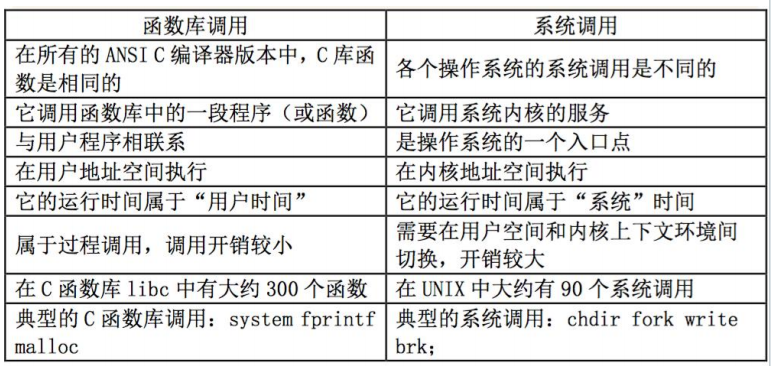 函数库调用
系统调用
在所有的 ANSI C 编译器版本中，C 库函
数是相同的
各个操作系统的系统调用是不同的
它调用函数库中的一段程序（或函数）
它调用系统内核的服务
与用户程序相联系
是操作系统的一个入口点
在用户地址空间执行
在内核地址空间执行
它的运行时间属于“用户时间”
它的运行时间属于“系统”时间
属于过程调用，调用开销较小
需要在用户空间和内核上下文环境间
切换，开销较大
在 C 函数库 libc 中有大约 300 个函数
在 UNIX 中大约有 90 个系统调用
典型的 C 函数库调用：system fprintf
malloc
典型的系统调用：chdir fork write
brk；